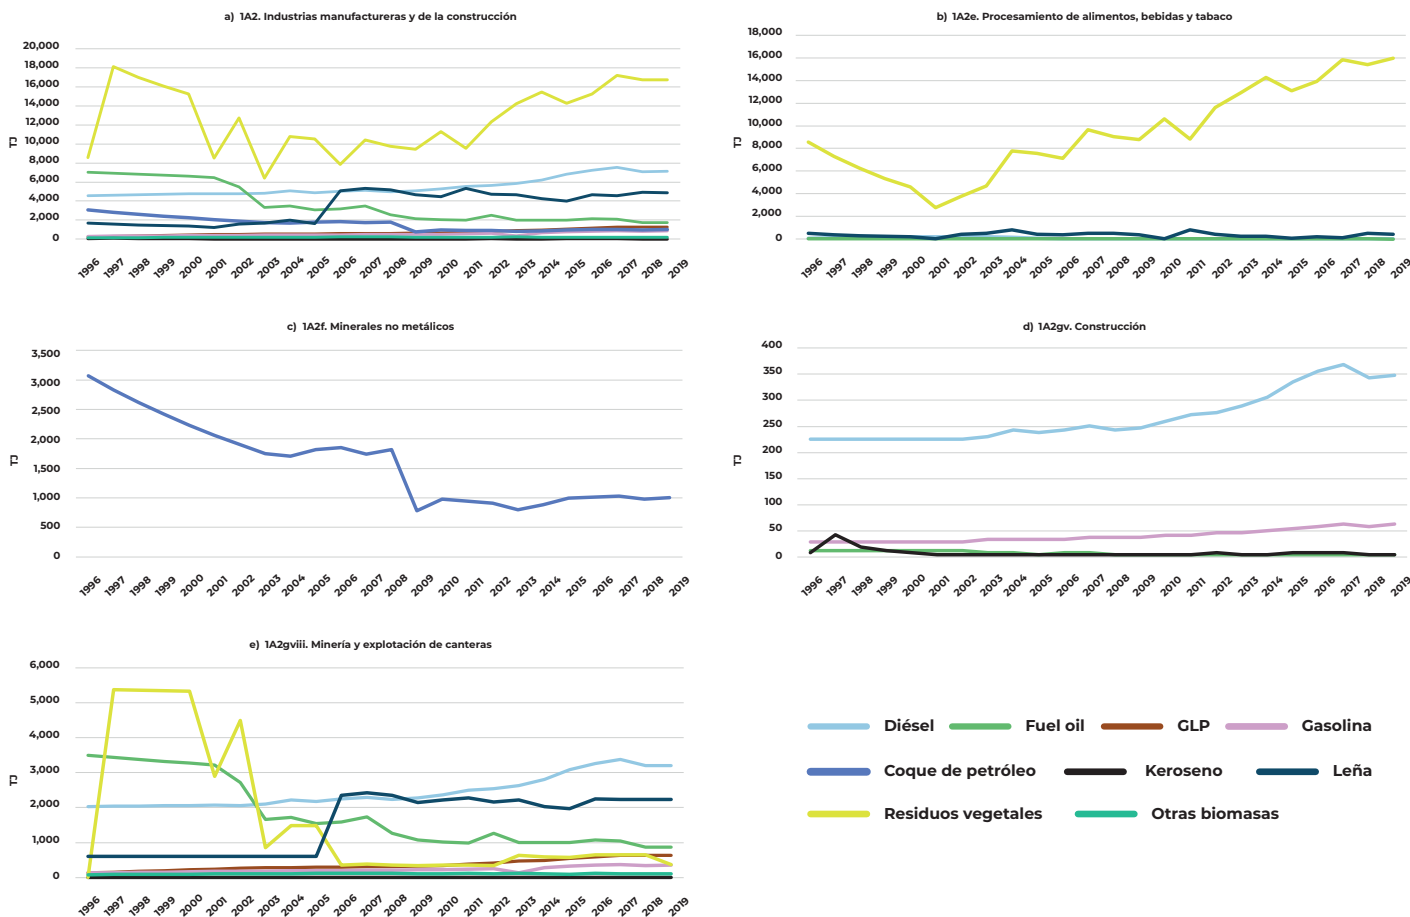 a) 1A2. Industrias manufactureras y de la construcción
20,000
18,000
16,000
14,000
12,000
10,000
8,000
6,000
4,000
2,000
0
TJ
1996 1997 1998 1999 2000 2001 2002 2003 2004 2005 2006 2007 2008 2009 2010 2011 2012 2013 2014 2015 2016 2017 2018 2019
b) 1A2e. Procesamiento de alimentos, bebidas y tabaco
18,000
16,000
14,000
12,000
10,000
8,000
6,000
4,000
2,000
0
TJ
1996 1997 1998 1999 2000 2001 2002 2003 2004 2005 2006 2007 2008 2009 2010 2011 2012 2013 2014 2015 2016 2017 2018 2019
c) 1A2f. Minerales no metálicos
3,500
3,000
2,500
2,000
1,500
1,000
500
0
TJ
1996 1997 1998 1999 2000 2001 2002 2003 2004 2005 2006 2007 2008 2009 2010 2011 2012 2013 2014 2015 2016 2017 2018 2019
d) 1A2gv. Construcción
400
350
300
250
200
150
100
50
0
TJ
1996 1997 1998 1999 2000 2001 2002 2003 2004 2005 2006 2007 2008 2009 2010 2011 2012 2013 2014 2015 2016 2017 2018 2019
e) 1A2gviii. Minería y explotación de canteras
6,000
5,000
4,000
3,000
2,000
1,000
0
TJ
1996 1997 1998 1999 2000 2001 2002 2003 2004 2005 2006 2007 2008 2009 2010 2011 2012 2013 2014 2015 2016 2017 2018 2019
Diésel Fuel oil GLP Gasolina
Coque de petróleo Keroseno Leña
Residuos vegetales Otras biomasas